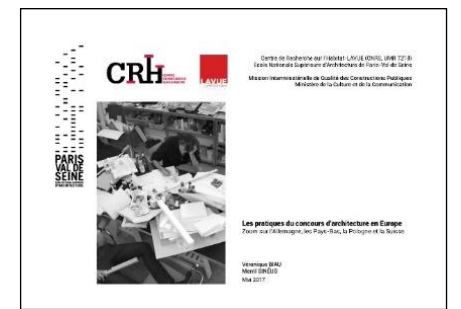 PARIS
VAL DE
SEINE
CRH
LAVUE
Centre de Recherche sur l'Habitat-LAVUE (CNRS, UMR 7218)
Ecole Nationale Supérieure d'Architecture de Paris-Val de Seine
Mission Interministérielle de Qualité des Constructions Publiques
Ministère de la Culture et de la Communication
Les pratiques du concours d'architecture en Europe
Zoom sur l'Allemagne, les Pays-Bas, la Pologne et la Suisse
Véronique BIAU
Mai 2017